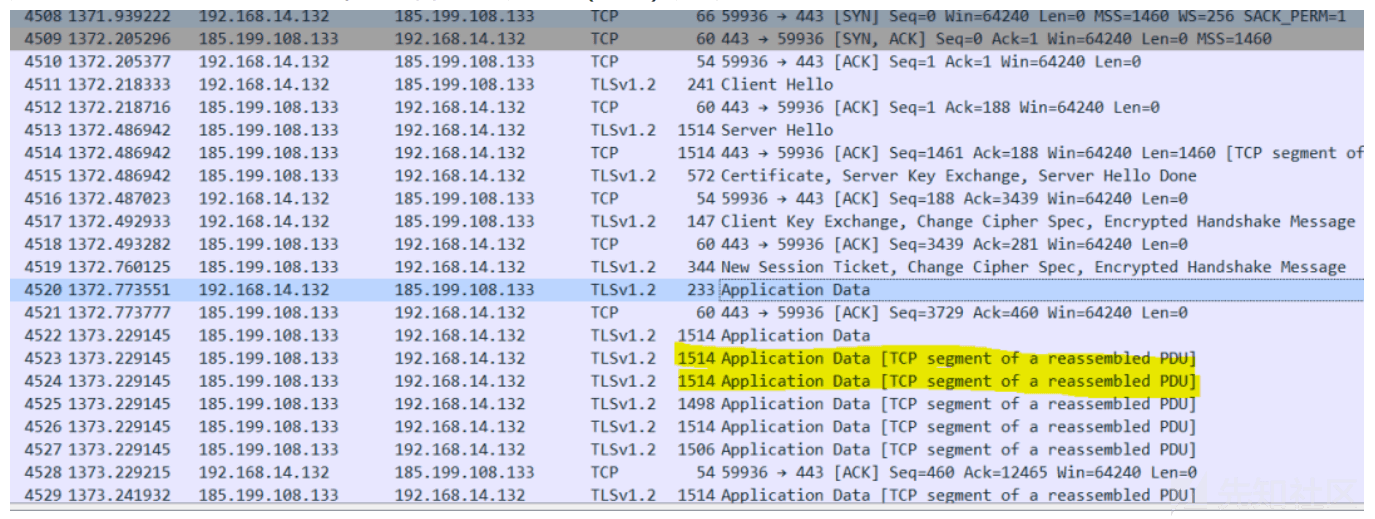 4508 1371.939222 192.168.14.132 185.199.108.133 TCP 66 59936 → 443 [SYN] Seq=0 Win=64240 Len=0 MSS=1460 WS=256 SACK_PERM=1
4509 1372.205296 185.199.108.133 192.168.14.132 TCP 60 443 → 59936 [SYN, ACK] Seq=0 Ack=1 Win=64240 Len=0 MSS=1460
4510 1372.205377 192.168.14.132 185.199.108.133 TCP 54 59936 → 443 [ACK] Seq=1 Ack=1 Win=64240 Len=0
4511 1372.218333 192.168.14.132 185.199.108.133 TLSv1.2 241 Client Hello
4512 1372.218716 185.199.108.133 192.168.14.132 TCP 60 443 → 59936 [ACK] Seq=1 Ack=188 Win=64240 Len=0
4513 1372.486942 185.199.108.133 192.168.14.132 TLSv1.2 1514 Server Hello
4514 1372.486942 185.199.108.133 192.168.14.132 TCP 1514 443 → 59936 [ACK] Seq=1461 Ack=188 Win=64240 Len=1460 [TCP segment of
4515 1372.486942 185.199.108.133 192.168.14.132 TLSv1.2 572 Certificate, Server Key Exchange, Server Hello Done
4516 1372.487023 192.168.14.132 185.199.108.133 TCP 54 59936 → 443 [ACK] Seq=188 Ack=3439 Win=64240 Len=0
4517 1372.492933 192.168.14.132 185.199.108.133 TLSv1.2 147 Client Key Exchange, Change Cipher Spec, Encrypted Handshake Message
4518 1372.493282 185.199.108.133 192.168.14.132 TCP 60 443 → 59936 [ACK] Seq=3439 Ack=281 Win=64240 Len=0
4519 1372.760125 185.199.108.133 192.168.14.132 TLSv1.2 344 New Session Ticket, Change Cipher Spec, Encrypted Handshake Message
4520 1372.773551 192.168.14.132 185.199.108.133 TLSv1.2 233 Application Data
4521 1372.773777 185.199.108.133 192.168.14.132 TCP 60 443 → 59936 [ACK] Seq=3729 Ack=460 Win=64240 Len=0
4522 1373.229145 185.199.108.133 192.168.14.132 TLSv1.2 1514 Application Data
4523 1373.229145 185.199.108.133 192.168.14.132 TLSv1.2 1514 Application Data [TCP segment of a reassembled PDU]
4524 1373.229145 185.199.108.133 192.168.14.132 TLSv1.2 1514 Application Data [TCP segment of a reassembled PDU]
4525 1373.229145 185.199.108.133 192.168.14.132 TLSv1.2 1498 Application Data [TCP segment of a reassembled PDU]
4526 1373.229145 185.199.108.133 192.168.14.132 TLSv1.2 1514 Application Data [TCP segment of a reassembled PDU]
4527 1373.229145 185.199.108.133 192.168.14.132 TLSv1.2 1506 Application Data [TCP segment of a reassembled PDU]
4528 1373.229215 192.168.14.132 185.199.108.133 TCP 54 59936 → 443 [ACK] Seq=460 Ack=12465 Win=64240 Len=0
4529 1373.241932 185.199.108.133 192.168.14.132 TLSv1.2 1514 Application Data [TCP segment of a reassembled PDU]